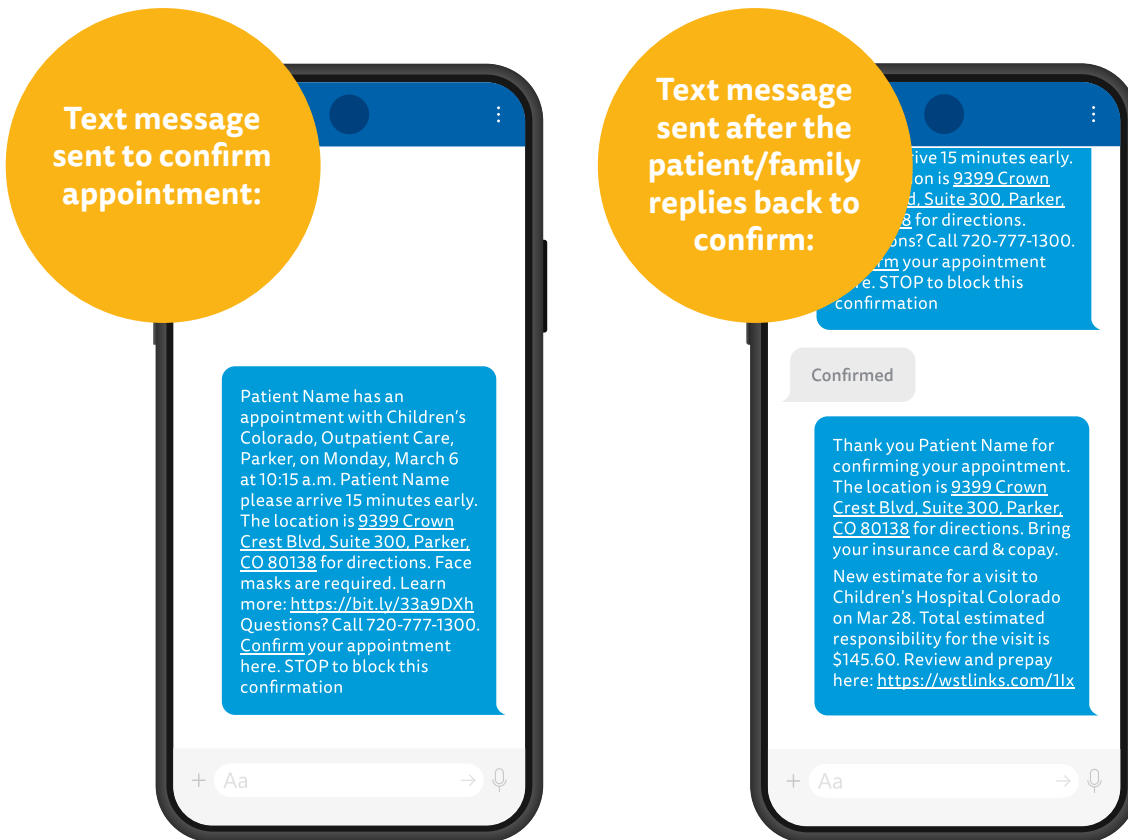 Text message
sent to confirm
appointment:
Patient Name has an
appointment with Children's
Colorado, Outpatient Care,
Parker, on Monday, March 6
at 10:15 a.m. Patient Name
please arrive 15 minutes early.
The location is 9399 Crown
Crest Blvd, Suite 300, Parker,
CO 80138 for directions. Face
masks are required. Learn
more: https://bit.ly/33a9DXh
Questions? Call 720-777-1300.
Confirm your appointment
here. STOP to block this
confirmation
+ Aa
Text message
sent after the
patient/family
replies back to
confirm:
15 minutes early.
is 9399 Crown
Suite 300, Parker,
for directions.
Call 720-777-1300.
your appointment
STOP to block this
confirmation
Confirmed
Thank you Patient Name for
confirming your appointment.
The location is 9399 Crown
Crest Blvd, Suite 300, Parker,
CO 80138 for directions. Bring
your insurance card & copay.
New estimate for a visit to
Children's Hospital Colorado
on Mar 28. Total estimated
responsibility for the visit is
$145.60. Review and prepay
here: https://wstlinks.com/1Ix
+ Aa